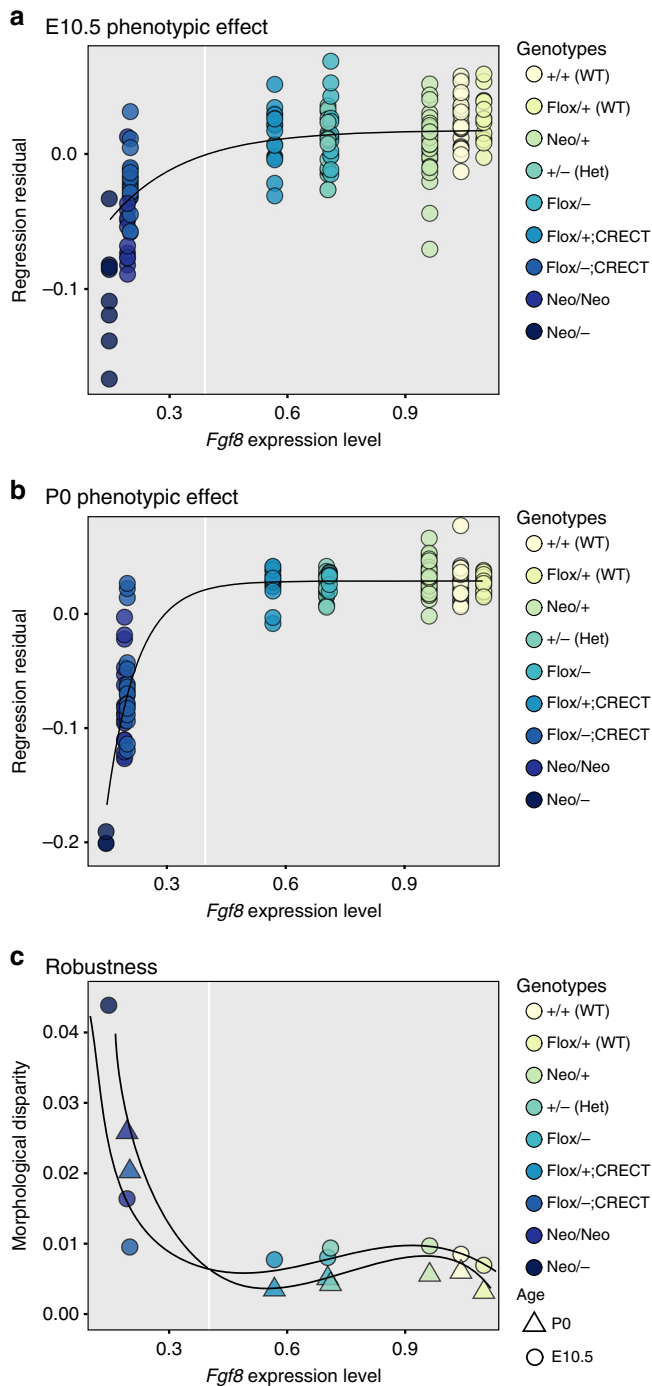 a
E10.5 phenotypic effect
Regression residual
0.0
−0.1
0.3
0.6
0.9
Fgf8 expression level
Genotypes
+/+ (WT)
Flox/+ (WT)
Neo/+
+/− (Het)
Flox/−
Flox/+;CRECT
Flox/−;CRECT
Neo/Neo
Neo/−
b
P0 phenotypic effect
Regression residual
0.0
−0.1
−0.2
0.3
0.6
0.9
Fgf8 expression level
Genotypes
+/+ (WT)
Flox/+ (WT)
Neo/+
+/− (Het)
Flox/−
Flox/+;CRECT
Flox/−;CRECT
Neo/Neo
Neo/−
c
Robustness
Morphological disparity
0.04
0.03
0.02
0.01
0.00
0.3
0.6
0.9
Fgf8 expression level
Genotypes
+/+ (WT)
Flox/+ (WT)
Neo/+
+/− (Het)
Flox/−
Flox/+;CRECT
Flox/−;CRECT
Neo/Neo
Neo/−
Age
P0
E10.5